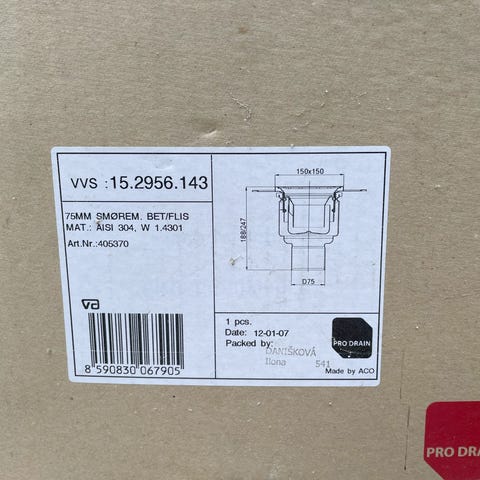 VVS :15.2956.143
75MM SMØREM. BET/FLIS
MAT.: AISI 304, W 1.4301
Art.Nr.:405370
8 590830 067905
150x150
188/247
D75
1 pcs.
Date: 12-01-07
Packed by:
DANIŠKOVÁ
Ilona 541
PRO DRAIN
Made by ACO
PRO DRA